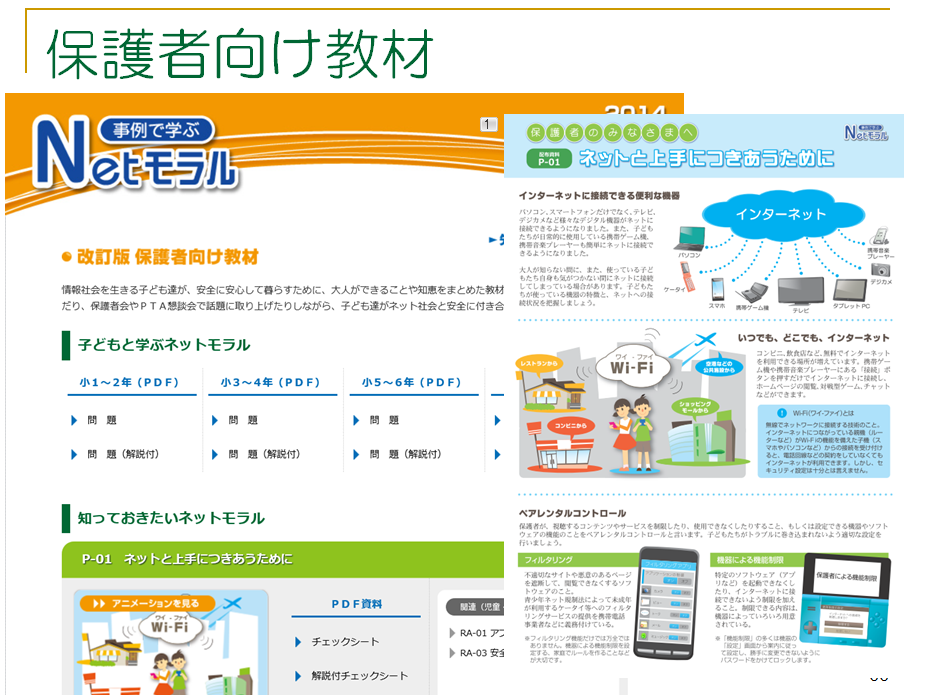 保護者向け教材
2014
事例で学ぶ
Netモラル
1
改訂版 保護者向け教材
情報社会を生きる子ども達が、安全に安心して暮らすために、大人ができることや知恵をまとめた教材
だり、保護者会やＰＴＡ懇談会で話題に取り上げたりしながら、子ども達がネット社会と安全に付き合
子どもと学ぶネットモラル
小1～2年（ＰＤＦ）
小3～4年（ＰＤＦ）
小5～6年（ＰＤＦ）
問　題
問　題
問　題
問　題（解説付）
問　題（解説付）
問　題（解説付）
知っておきたいネットモラル
P-01　ネットと上手につきあうために
アニメーションを見る
Wi-Fi
ＰＤＦ資料
チェックシート
解説付チェックシート
関連（児童・
RA-01 アプ
RA-03 安全
保護者のみなさまへ
事例で学ぶ
Netモラル
配布資料
P-01
ネットと上手につきあうために
インターネットに接続できる便利な機器
パソコン、スマートフォンだけでなく、テレビ、
デジカメなど様々なデジタル機器がネットに
接続できるようになりました。また、子ども
たちが日常的に使用している携帯ゲーム機、
携帯音楽プレーヤーも簡単にネットに接続で
きるようになりました。
大人が知らない間に、また、使っている子ど
もたち自身も気がつかない間にネットに接続
してしまっている場合があります。子どもた
ちが使っている機器の特徴と、ネットへの接
続状況を把握しましょう。
インターネット
パソコン
ケータイ
スマホ
携帯ゲーム機
テレビ
タブレットPC
デジカメ
携帯音楽
プレーヤー
いつでも、どこでも、インターネット
コンビニ、飲食店など、無料でインターネット
を利用できる場所が増えています。携帯ゲー
ム機や携帯音楽プレーヤーにある「接続」ボ
タンを押すだけでインターネットに接続し、
ホームページの閲覧、対戦型ゲーム、チャット
などができます。
レストランから
ワイ - ファイ
Wi-Fi
空港などの
公共施設から
ショッピング
モールから
コンビニから
Wi-Fi(ワイ-ファイ)とは
無線でネットワークに接続する技術のこと。
インターネットにつながっている親機（ルー
ターなど）がWi-Fiの機能を備えた子機（ス
マホやパソコンなど）からの接続を受け付け
ると、電話回線などの契約をしていなくても
インターネットが利用できます。しかし、セ
キュリティ設定は十分とは言えません。
ペアレンタルコントロール
保護者が、視聴するコンテンツやサービスを制限したり、使用できなくしたりすること、もしくは設定できる機器やソフト
ウェアの機能のことをペアレンタルコントロールと言います。子どもたちがトラブルに巻き込まれないよう適切な設定を
行いましょう。
フィルタリング
不適切なサイトや悪意のあるページ
を遮断して、閲覧できなくするソフト
ウェアのこと。
青少年ネット規制法によって未成年
が利用するケータイ等へのフィルタ
リングサービスの提供を携帯電話
事業者などに義務付けている。
※フィルタリング機能だけでは万全では
ありません。機器による機能制限を設
定する、家庭でルールを作ることなど
が大切です。
機器による機能制限
特定のソフトウェア（アプ
リなど）を起動できなくし
たり、インターネットに接
続できないよう制限を加え
ること。制限できる内容は、
機器によっていろいろ用意
されている。
※「機能制限」の多くは機器の
「設定」画面から案内に従っ
て設定し、勝手に変更できないように
パスワードをかけてロックします。
保護者による機能制限